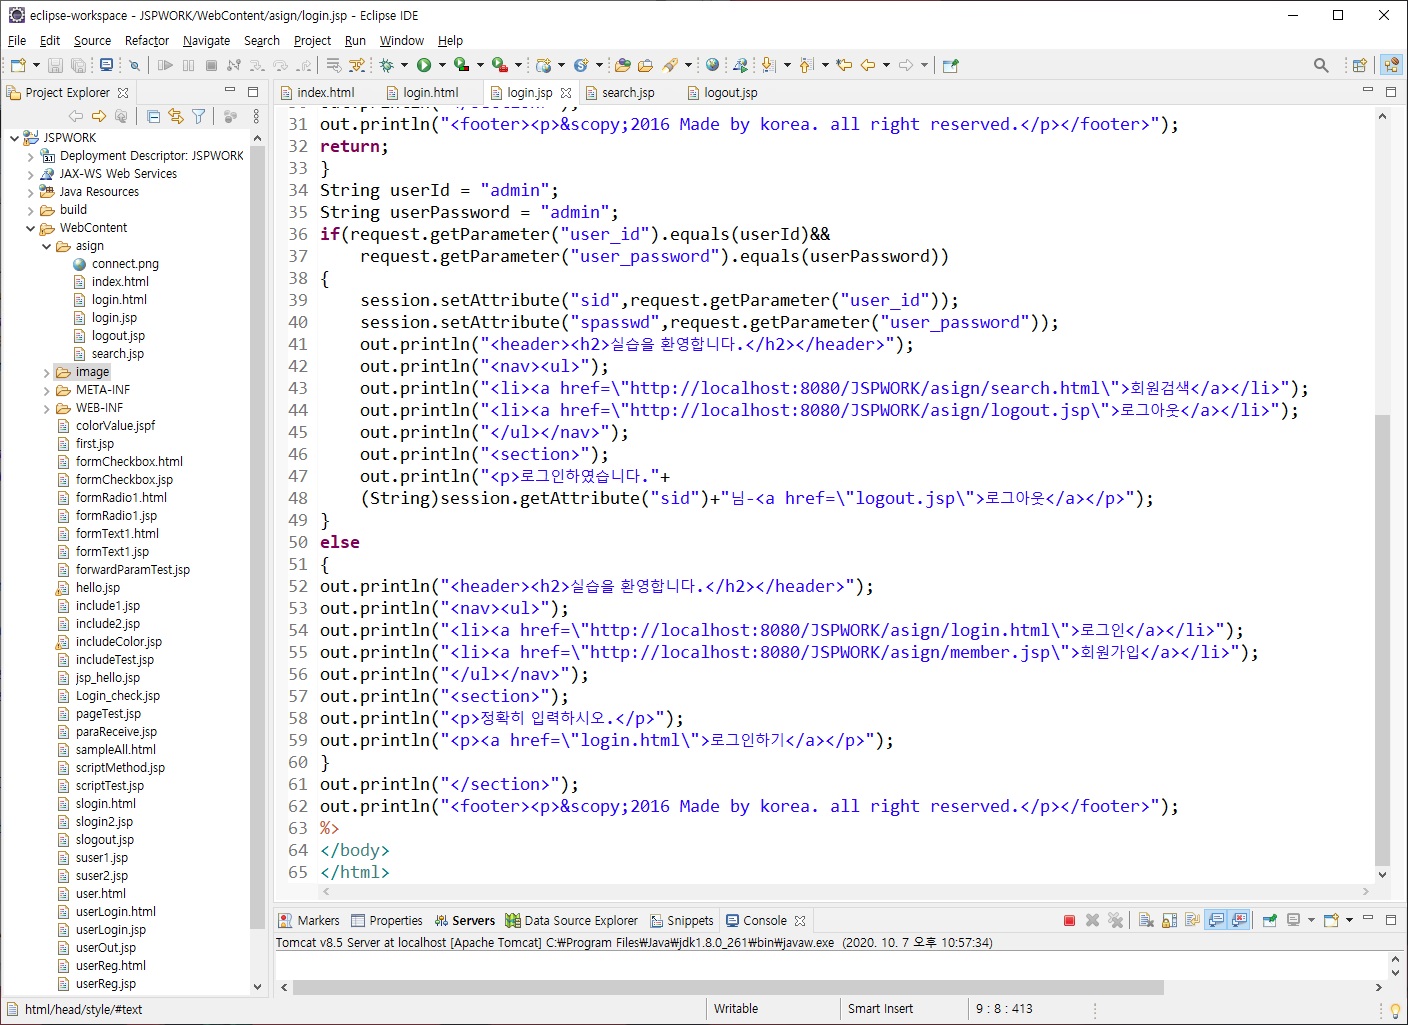 eclipse-workspace - JSPWORK/WebContent/asign/login.jsp - Eclipse IDE
File Edit Source Refactor Navigate Search Project Run Window Help
Project Explorer
JSPWORK
Deployment Descriptor: JSPWORK
JAX-WS Web Services
Java Resources
build
WebContent
asign
connect.png
index.html
login.html
login.jsp
logout.jsp
search.jsp
image
META-INF
WEB-INF
colorValue.jspf
first.jsp
formCheckbox.html
formCheckbox.jsp
formRadio1.html
formRadio1.jsp
formText1.html
formText1.jsp
forwardParamTest.jsp
hello.jsp
include1.jsp
include2.jsp
includeColor.jsp
includeTest.jsp
jsp_hello.jsp
Login_check.jsp
pageTest.jsp
paraReceive.jsp
sampleAll.html
scriptMethod.jsp
scriptTest.jsp
slogin.html
slogin2.jsp
slogout.jsp
suser1.jsp
suser2.jsp
user.html
userLogin.html
userLogin.jsp
userOut.jsp
userReg.html
userReg.jsp
index.html login.html login.jsp search.jsp logout.jsp
31 out.println("<footer><p>&scopy;2016 Made by korea. all right reserved.</p></footer>");
32 return;
33 }
34 String userId = "admin";
35 String userPassword = "admin";
36 if(request.getParameter("user_id").equals(userId)&&
37     request.getParameter("user_password").equals(userPassword))
38 {
39     session.setAttribute("sid",request.getParameter("user_id"));
40     session.setAttribute("spasswd",request.getParameter("user_password"));
41     out.println("<header><h2>실습을 환영합니다.</h2></header>");
42     out.println("<nav><ul>");
43     out.println("<li><a href=\"http://localhost:8080/JSPWORK/asign/search.html\">회원검색</a></li>");
44     out.println("<li><a href=\"http://localhost:8080/JSPWORK/asign/logout.jsp\">로그아웃</a></li>");
45     out.println("</ul></nav>");
46     out.println("<section>");
47     out.println("<p>로그인하였습니다."+
48     (String)session.getAttribute("sid")+"님-<a href=\"logout.jsp\">로그아웃</a></p>");
49 }
50 else
51 {
52 out.println("<header><h2>실습을 환영합니다.</h2></header>");
53 out.println("<nav><ul>");
54 out.println("<li><a href=\"http://localhost:8080/JSPWORK/asign/login.html\">로그인</a></li>");
55 out.println("<li><a href=\"http://localhost:8080/JSPWORK/asign/member.jsp\">회원가입</a></li>");
56 out.println("</ul></nav>");
57 out.println("<section>");
58 out.println("<p>정확히 입력하시오.</p>");
59 out.println("<p><a href=\"login.html\">로그인하기</a></p>");
60 }
61 out.println("</section>");
62 out.println("<footer><p>&scopy;2016 Made by korea. all right reserved.</p></footer>");
63 %>
64 </body>
65 </html>
Markers Properties Servers Data Source Explorer Snippets Console
Tomcat v8.5 Server at localhost [Apache Tomcat] C:₩Program Files₩Java₩jdk1.8.0_261₩bin₩javaw.exe (2020. 10. 7 오후 10:57:34)
html/head/style/#text Writable Smart Insert 9 : 8 : 413